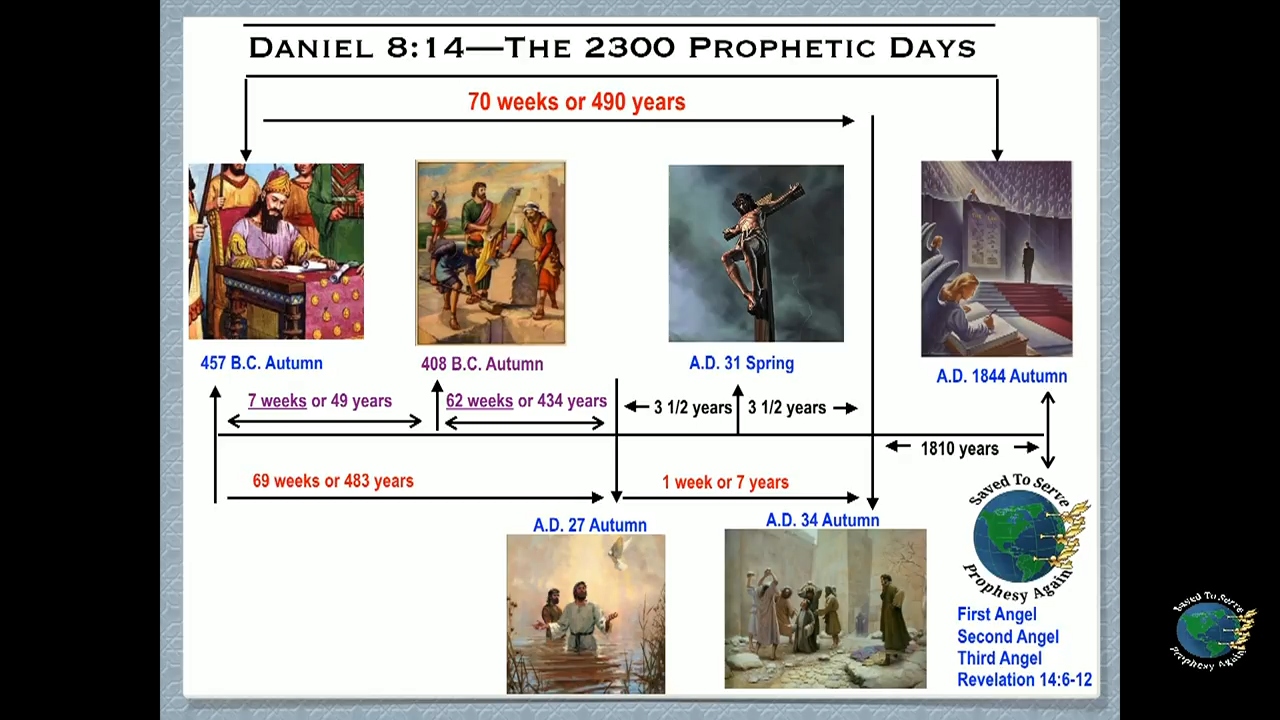 DANIEL 8:14—THE 2300 PROPHETIC DAYS
70 weeks or 490 years
457 B.C. Autumn
408 B.C. Autumn
A.D. 31 Spring
A.D. 1844 Autumn
7 weeks or 49 years
62 weeks or 434 years
3 1/2 years
3 1/2 years
1810 years
69 weeks or 483 years
1 week or 7 years
A.D. 27 Autumn
A.D. 34 Autumn
Saved To Serve
Prophesy Again
First Angel
Second Angel
Third Angel
Revelation 14:6-12
Saved To Serve
Prophesy Again